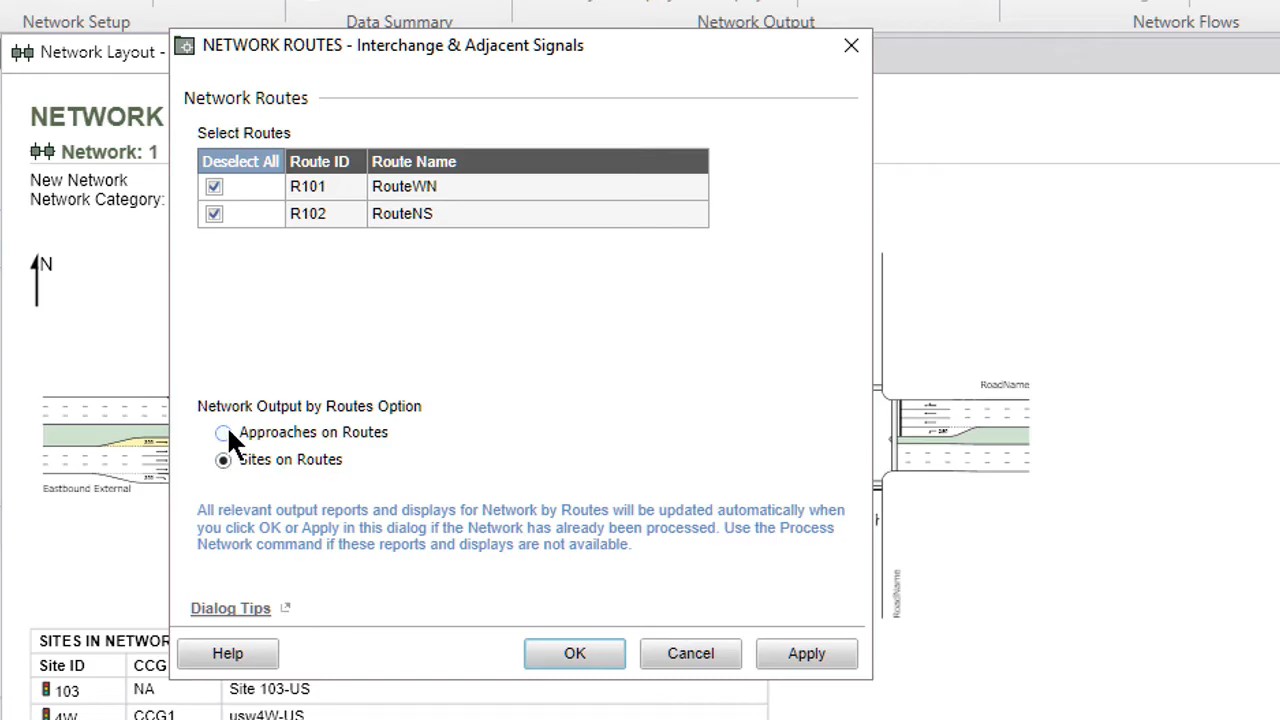 Network Setup
Data Summary
Network Output
Network Flows
Network Layout -
NETWORK ROUTES - Interchange & Adjacent Signals
NETWORK
Network: 1
New Network
Network Category:
N
Network Routes
Select Routes
Deselect All Route ID Route Name
R101 RouteWN
R102 RouteNS
Network Output by Routes Option
Approaches on Routes
Sites on Routes
All relevant output reports and displays for Network by Routes will be updated automatically when
you click OK or Apply in this dialog if the Network has already been processed. Use the Process
Network command if these reports and displays are not available.
Dialog Tips
Help OK Cancel Apply
Eastbound External
RoadName
RoadName
SITES IN NETWOR
Site ID CCG
103 NA Site 103-US
4W CCG1 usw4W-US